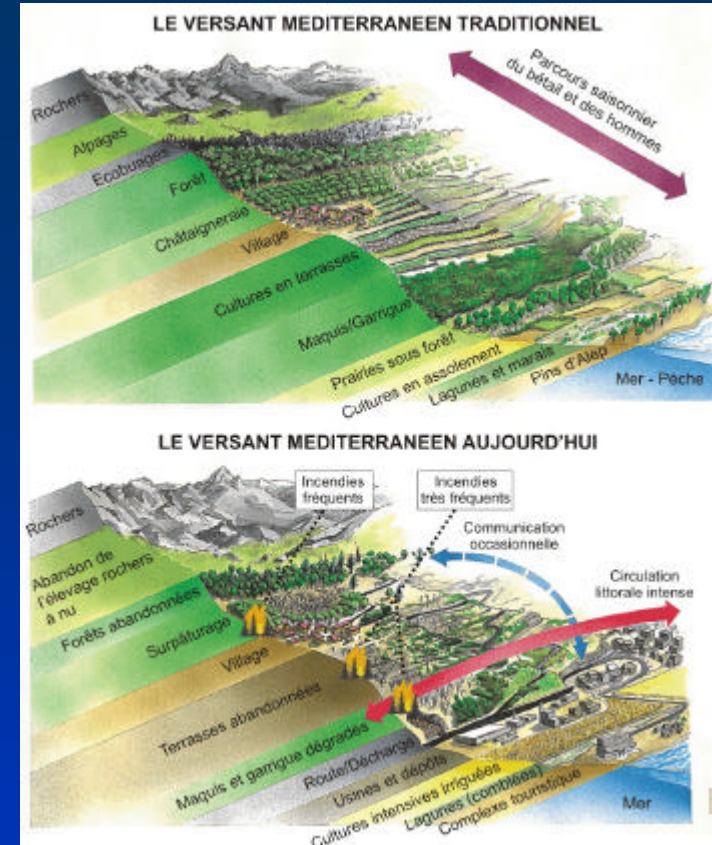 LE VERSANT MEDITERRANEEN TRADITIONNEL
Parcours saisonnier
du bétail et des hommes
Rochers
Alpages
Ecobuages
Forêt
Châtaigneraie
Village
Cultures en terrasses
Maquis/Garrigue
Prairies sous forêt
Cultures en assolement
Lagunes et marais
Pins d'Alep
Mer - Pêche
LE VERSANT MEDITERRANEEN AUJOURD'HUI
Incendies
fréquents
Incendies
très fréquents
Communication
occasionnelle
Circulation
littorale intense
Rochers
Abandon de
l'élevage rochers
à nu
Forêts abandonnées
Surpâturage
Village
Terrasses abandonnées
Maquis et garrigue dégradés
Route/Décharge
Usines et dépôts
Cultures intensives irriguées
Lagunes (comblées)
Complexe touristique
Mer